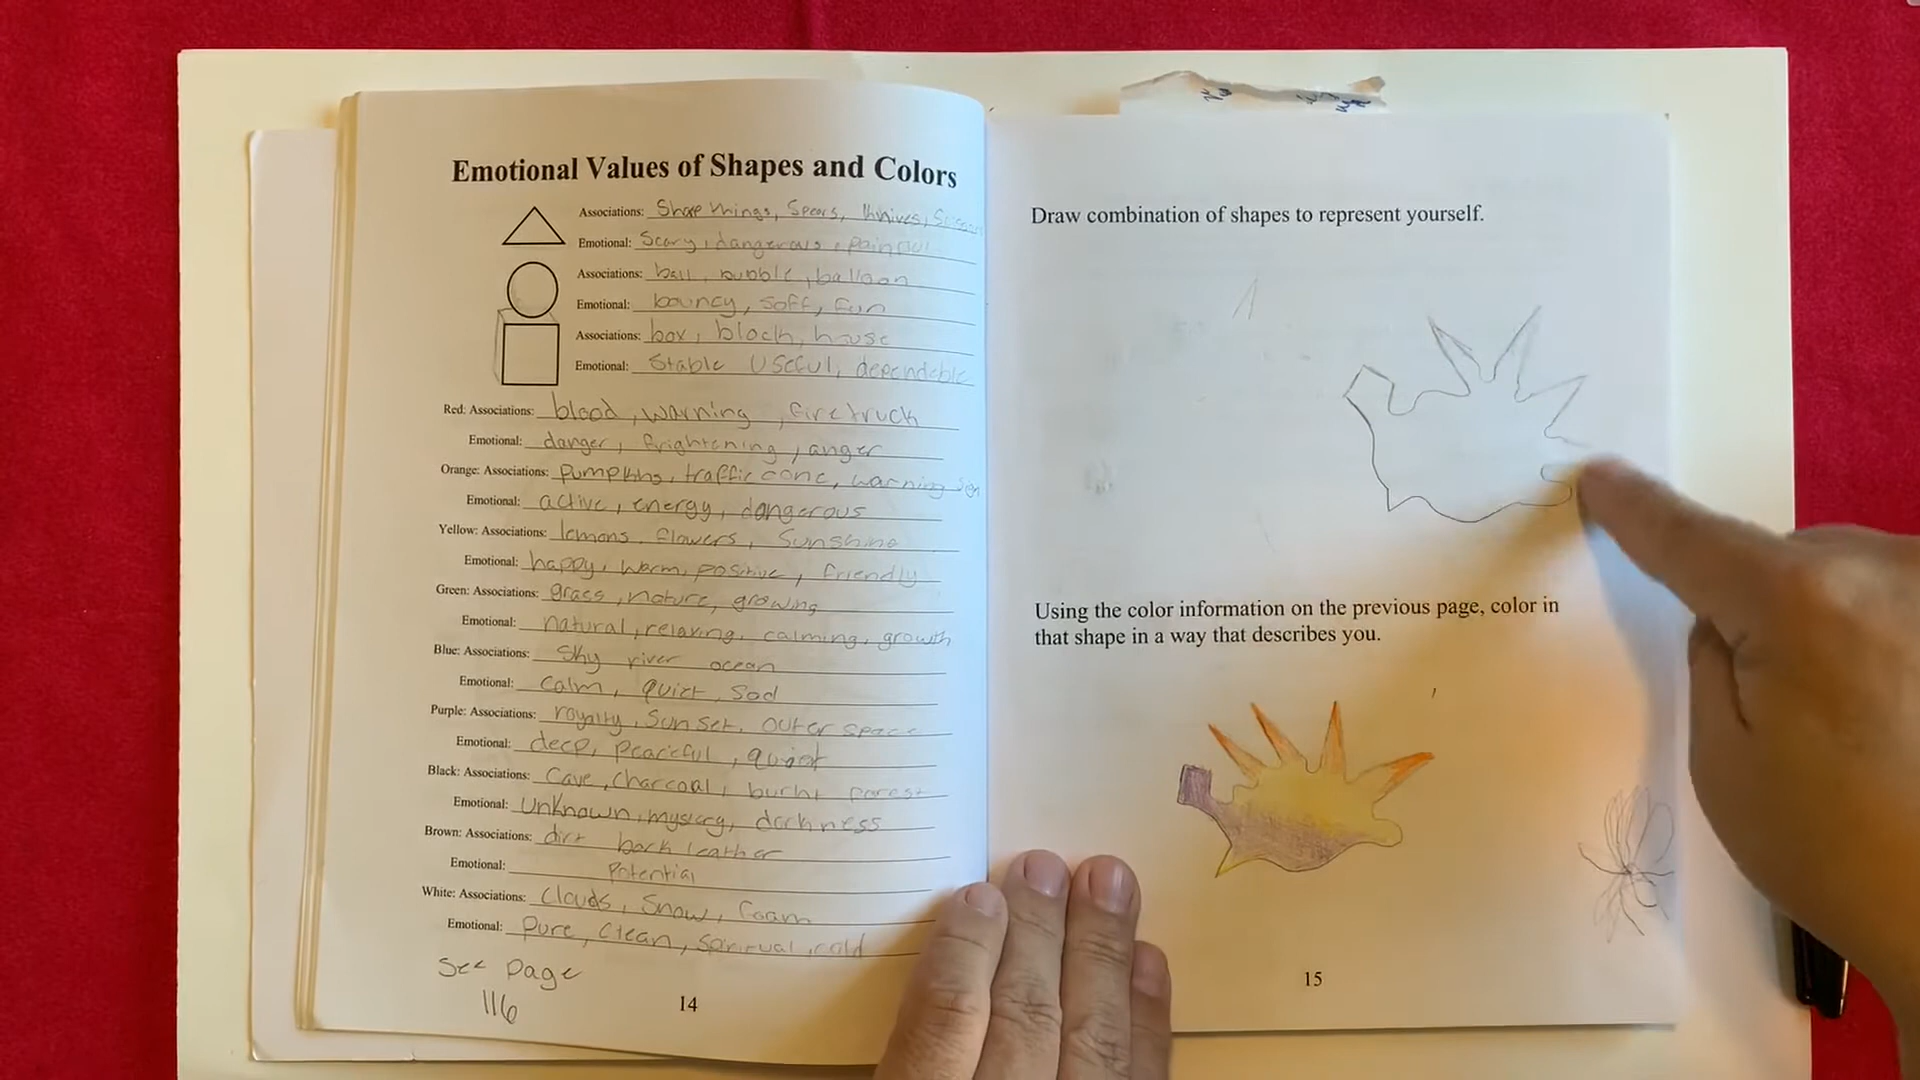 Emotional Values of Shapes and Colors
Associations: Sharp things, Spears, knives,
Emotional: Scary, dangerous, painful
Associations: ball, bubble, balloon
Emotional: bouncy, soft, fun
Associations: box, block, house
Emotional: Stable Useful, dependable
Red: Associations: blood, warning, firetruck
Emotional: danger, frightening, anger
Orange: Associations: pumpkins, traffic cone, warning sign
Emotional: active, energy, dangerous
Yellow: Associations: lemons, flowers, Sunshine
Emotional: happy, warm, positive, friendly
Green: Associations: grass, nature, growing
Emotional: natural, relaxing, calming, growth
Blue: Associations: Sky river ocean
Emotional: Calm, quiet, Sad
Purple: Associations: royalty, Sunset, outer space
Emotional: deep, peaceful, quiet
Black: Associations: Cave, Charcoal, burnt forest
Emotional: Unknown, mystery, darkness
Brown: Associations: dirt bark leather
Emotional: Potential
White: Associations: Clouds, Snow, foam
Emotional: Pure, Clean, spiritual, cold
See Page
116
14
Draw combination of shapes to represent yourself.
Using the color information on the previous page, color in
that shape in a way that describes you.
15